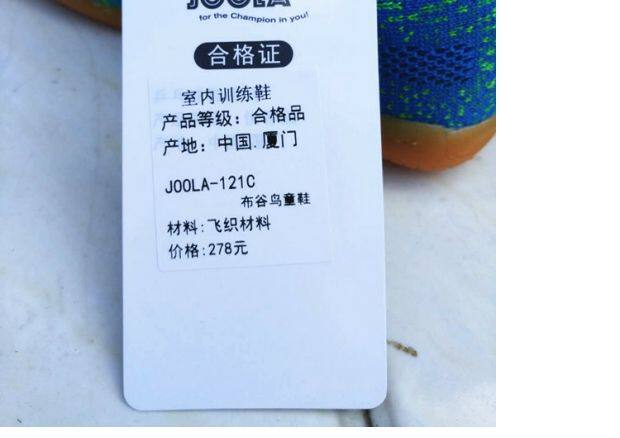 JOOLA
for the Champion in you!
合格证
室内训练鞋
产品等级：合格品
产地：中国.厦门
JOOLA-121C
布谷鸟童鞋
材料:飞织材料
价格:278元